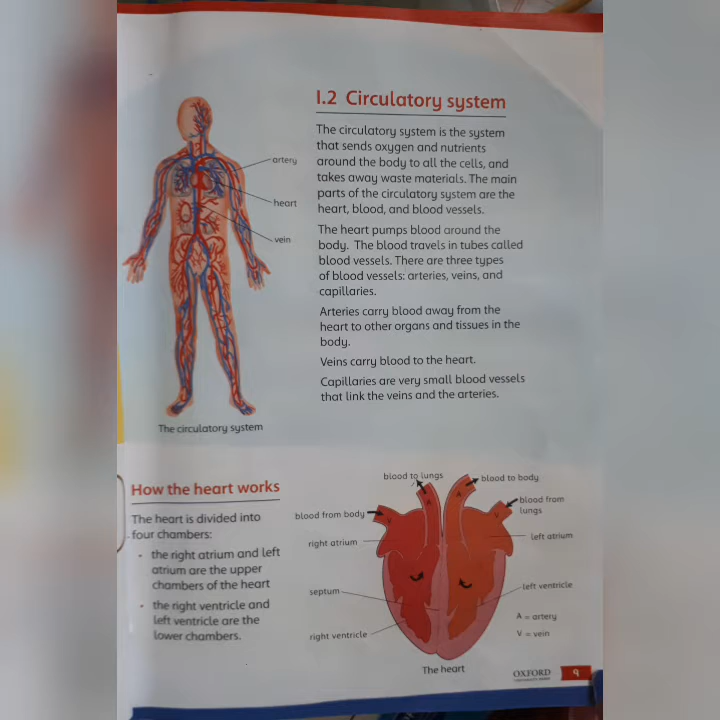 1.2 Circulatory system
The circulatory system is the system
that sends oxygen and nutrients
around the body to all the cells, and
takes away waste materials. The main
parts of the circulatory system are the
heart, blood, and blood vessels.
The heart pumps blood around the
body. The blood travels in tubes called
blood vessels. There are three types
of blood vessels: arteries, veins, and
capillaries.
Arteries carry blood away from the
heart to other organs and tissues in the
body.
Veins carry blood to the heart.
Capillaries are very small blood vessels
that link the veins and the arteries.
artery
heart
vein
The circulatory system
How the heart works
The heart is divided into
four chambers:
• the right atrium and left
atrium are the upper
chambers of the heart
• the right ventricle and
left ventricle are the
lower chambers.
blood to lungs
blood to body
blood from body
blood from
lungs
right atrium
left atrium
septum
left ventricle
right ventricle
A = artery
V = vein
The heart
OXFORD
UNIVERSITY PRESS
9